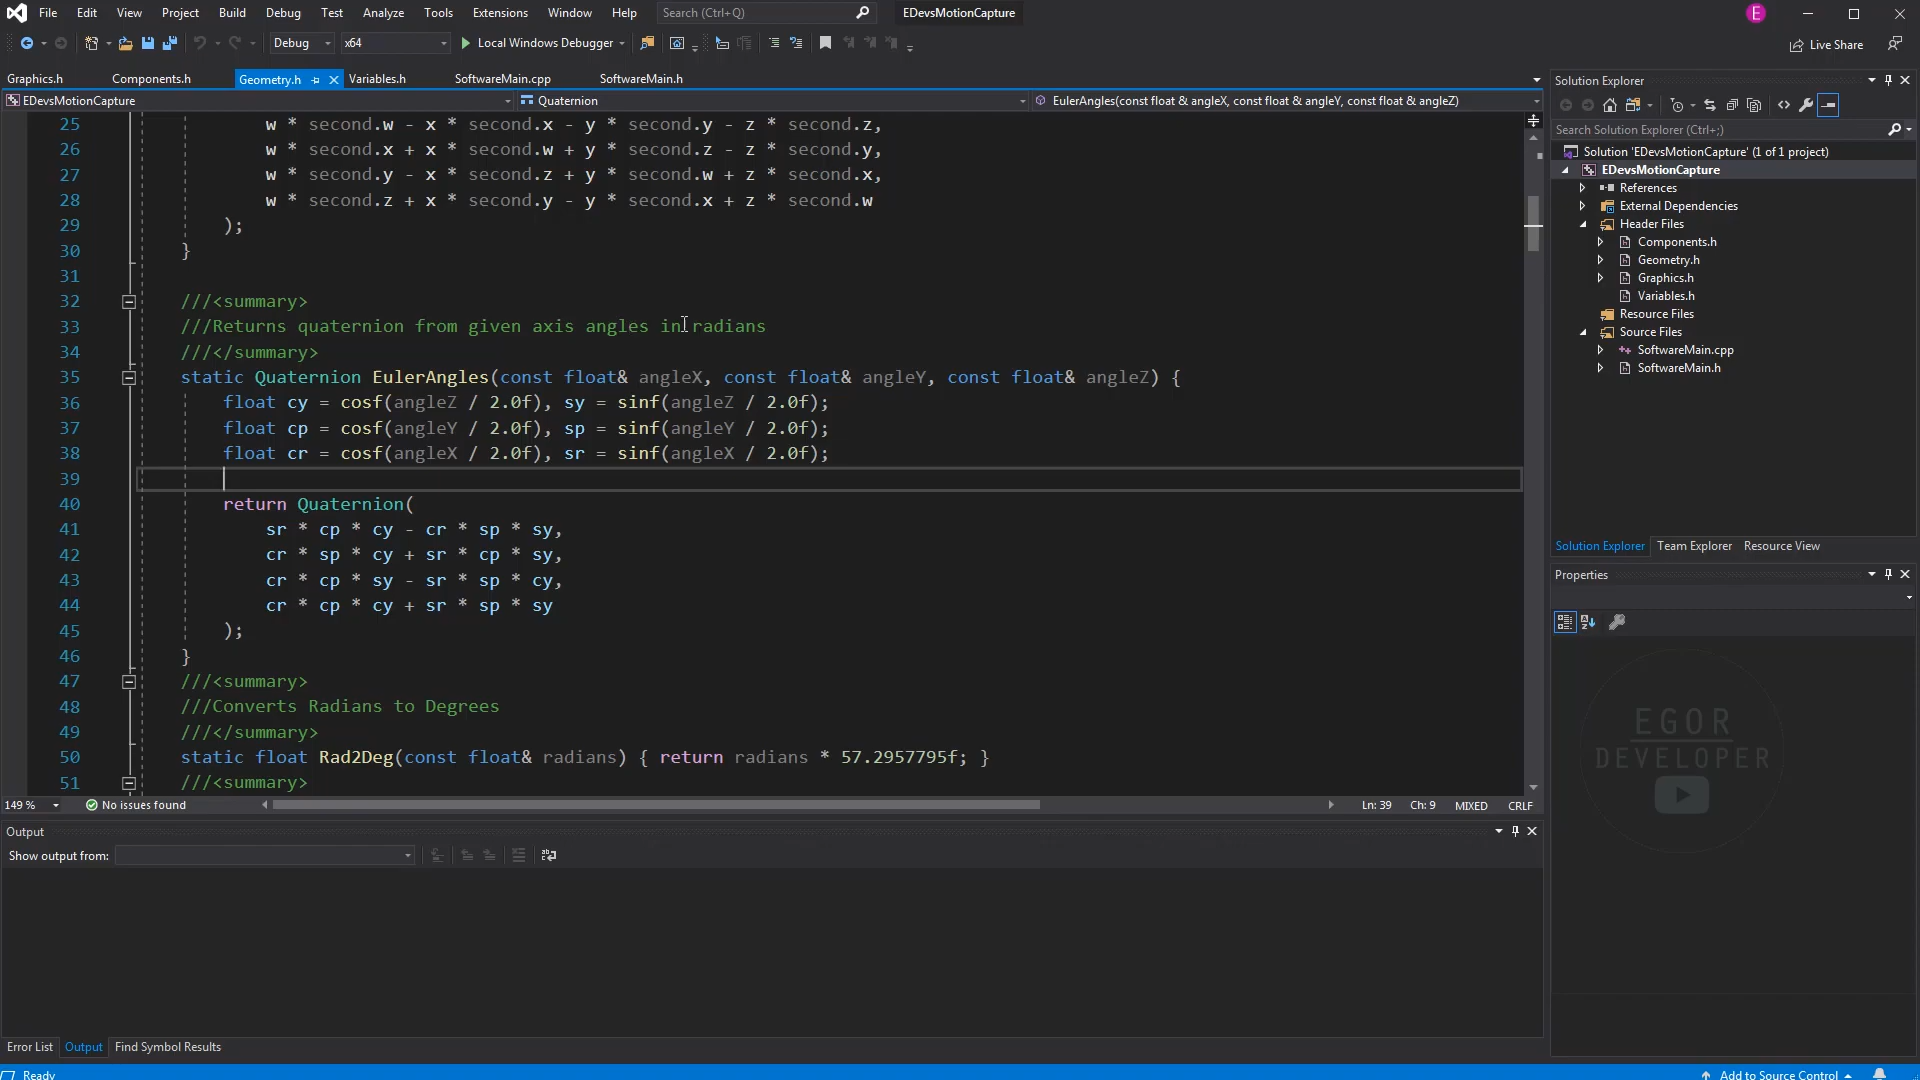 File Edit View Project Build Debug Test Analyze Tools Extensions Window Help Search (Ctrl+Q) EDevsMotionCapture E
Debug x64 Local Windows Debugger Live Share
Graphics.h Components.h Geometry.h Variables.h SoftwareMain.cpp SoftwareMain.h
EDevsMotionCapture Quaternion EulerAngles(const float & angleX, const float & angleY, const float & angleZ)
25 w * second.w - x * second.x - y * second.y - z * second.z,
26 w * second.x + x * second.w + y * second.z - z * second.y,
27 w * second.y - x * second.z + y * second.w + z * second.x,
28 w * second.z + x * second.y - y * second.x + z * second.w
29 );
30 }
31
32 ///<summary>
33 ///Returns quaternion from given axis angles in radians
34 ///</summary>
35 static Quaternion EulerAngles(const float& angleX, const float& angleY, const float& angleZ) {
36 float cy = cosf(angleZ / 2.0f), sy = sinf(angleZ / 2.0f);
37 float cp = cosf(angleY / 2.0f), sp = sinf(angleY / 2.0f);
38 float cr = cosf(angleX / 2.0f), sr = sinf(angleX / 2.0f);
39
40 return Quaternion(
41 sr * cp * cy - cr * sp * sy,
42 cr * sp * cy + sr * cp * sy,
43 cr * cp * sy - sr * sp * cy,
44 cr * cp * cy + sr * sp * sy
45 );
46 }
47 ///<summary>
48 ///Converts Radians to Degrees
49 ///</summary>
50 static float Rad2Deg(const float& radians) { return radians * 57.2957795f; }
51 ///<summary>
149 % No issues found Ln: 39 Ch: 9 MIXED CRLF
Output
Show output from:
Error List Output Find Symbol Results
Ready
Solution Explorer
Search Solution Explorer (Ctrl+;)
Solution 'EDevsMotionCapture' (1 of 1 project)
EDevsMotionCapture
References
External Dependencies
Header Files
Components.h
Geometry.h
Graphics.h
Variables.h
Resource Files
Source Files
SoftwareMain.cpp
SoftwareMain.h
Solution Explorer Team Explorer Resource View
Properties
EGOR
DEVELOPER
Add to Source Control